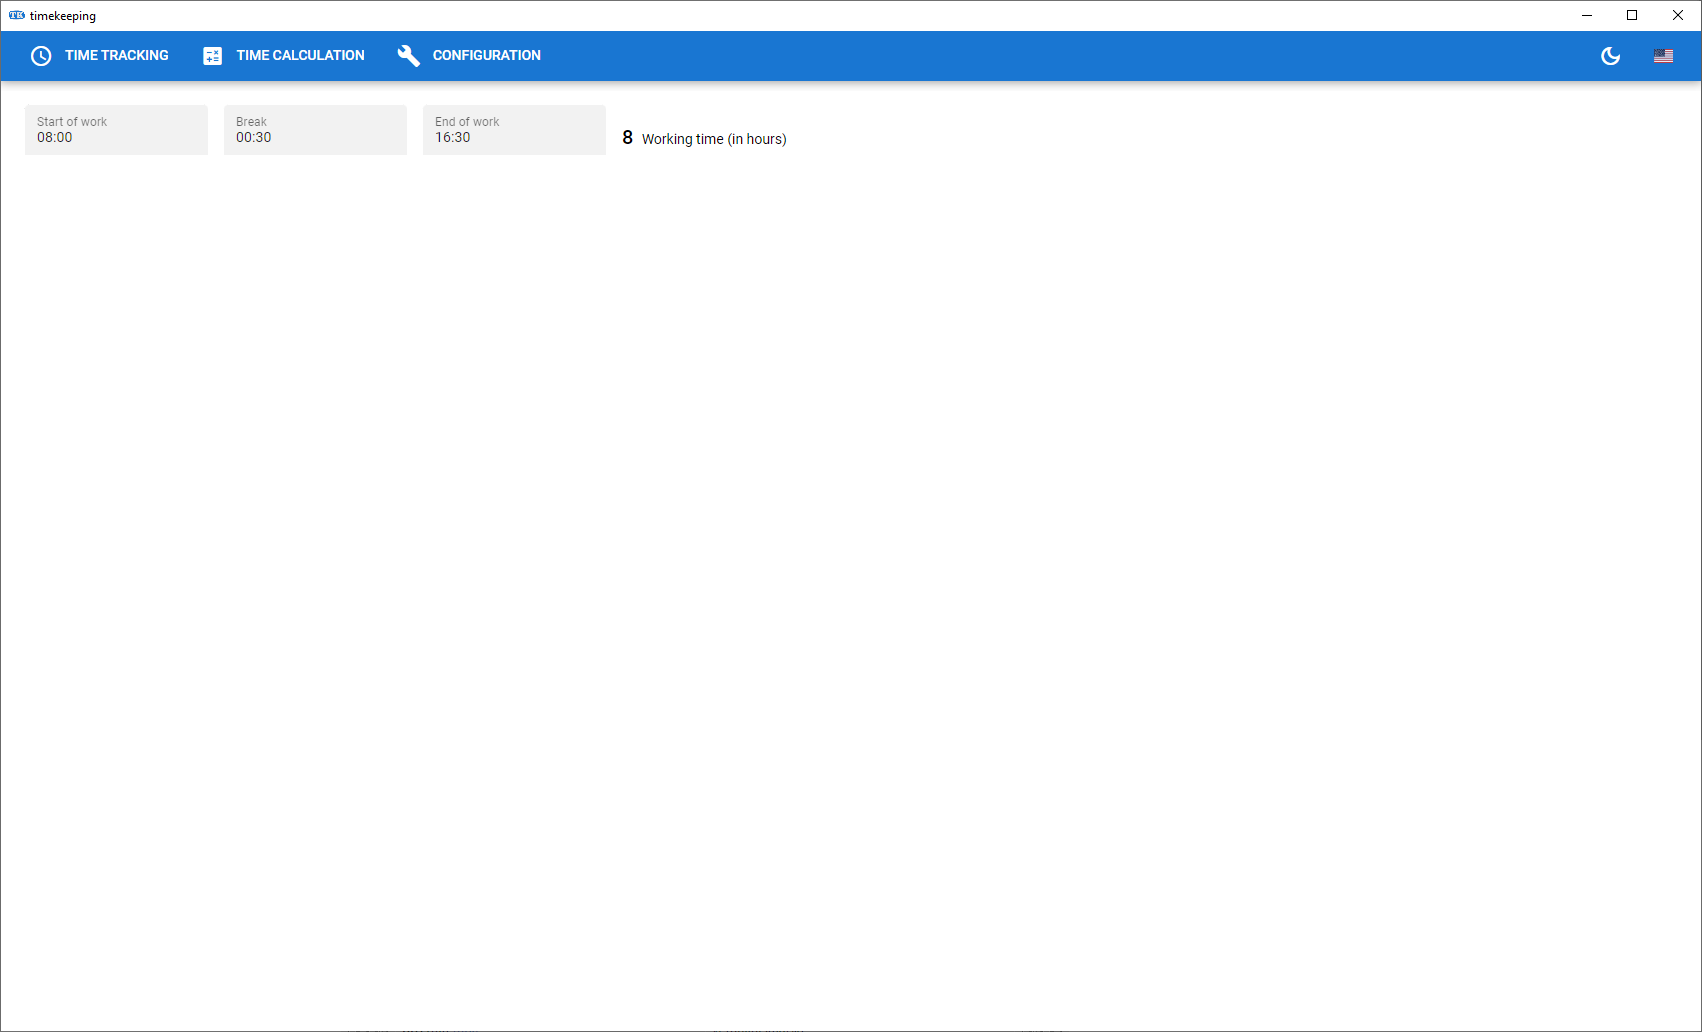 timekeeping
TIME TRACKING TIME CALCULATION CONFIGURATION
Start of work Break End of work
08:00 00:30 16:30 8 Working time (in hours)